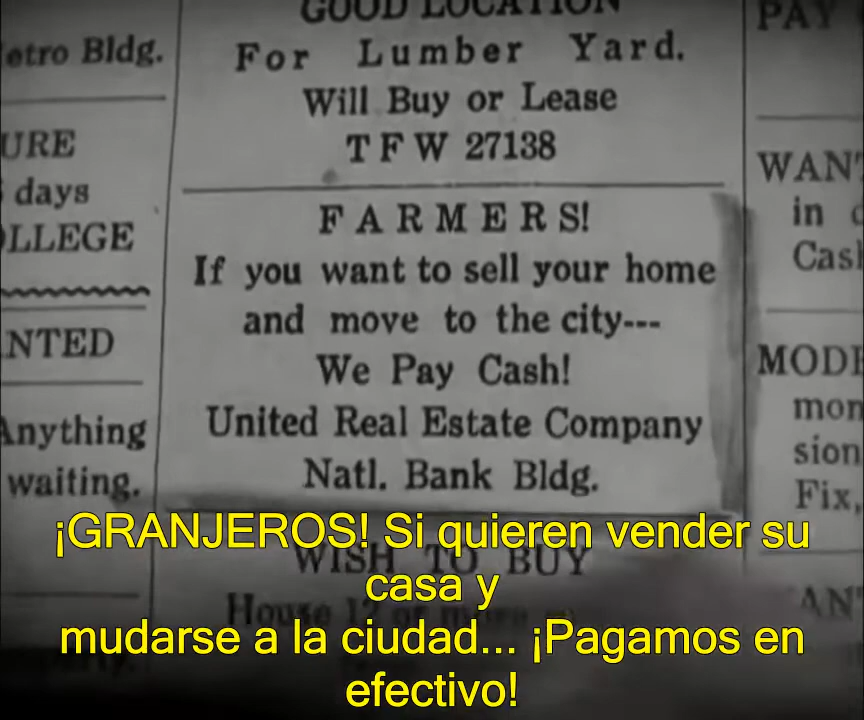 GOOD LOCATION
For Lumber Yard.
Will Buy or Lease
T F W 27138
etro Bldg.
URE
days
LLEGE
NTED
Anything
waiting.
FARMERS!
If you want to sell your home
and move to the city---
We Pay Cash!
United Real Estate Company
Natl. Bank Bldg.
WISH TO BUY
House
PAY
WANT
in
Cash
MODE
mon
sion
Fix,
¡GRANJEROS! Si quieren vender su
casa y
mudarse a la ciudad... ¡Pagamos en
efectivo!